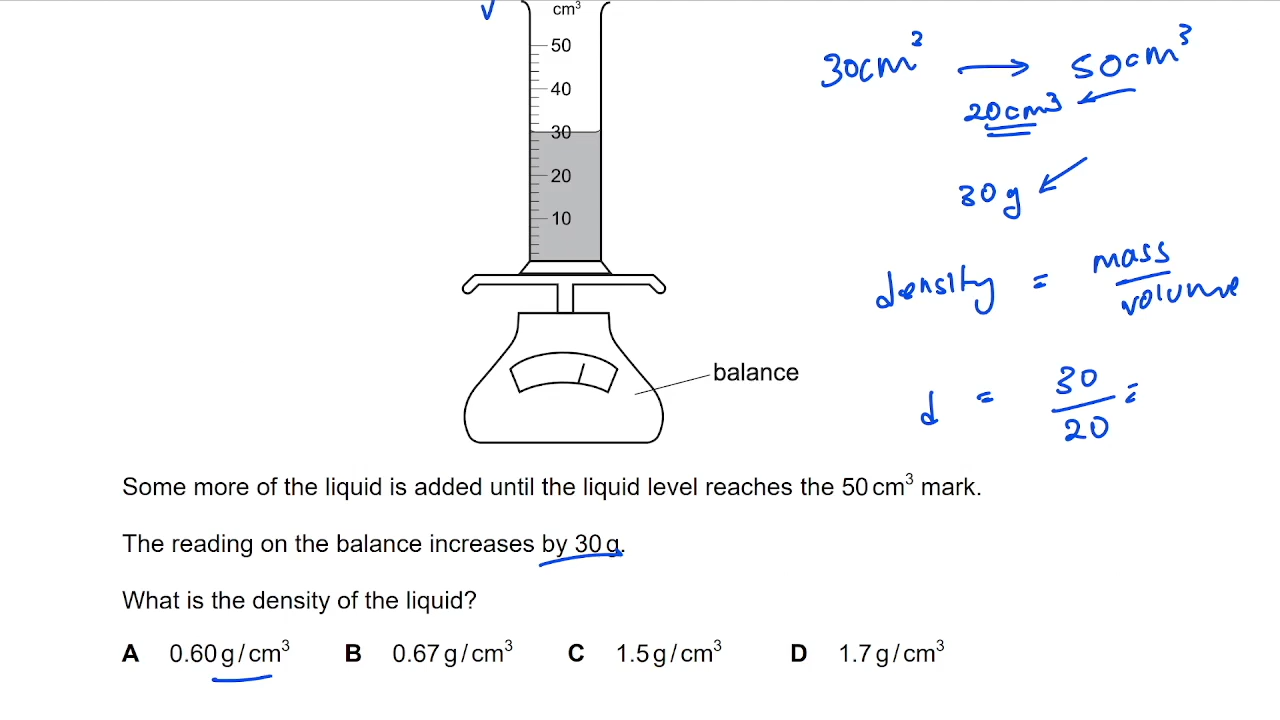 cm³
50
40
30
20
10
balance
30cm³ → 50cm³
20cm³
30g
density = mass
volume
d = 30 =
20
Some more of the liquid is added until the liquid level reaches the 50 cm³ mark.
The reading on the balance increases by 30 g.
What is the density of the liquid?
A 0.60 g / cm³ B 0.67 g / cm³ C 1.5 g / cm³ D 1.7 g / cm³